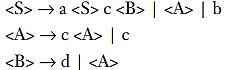 <S> → a <S> c <B> | <A> | b
<A> → c <A> | c
<B> → d | <A>